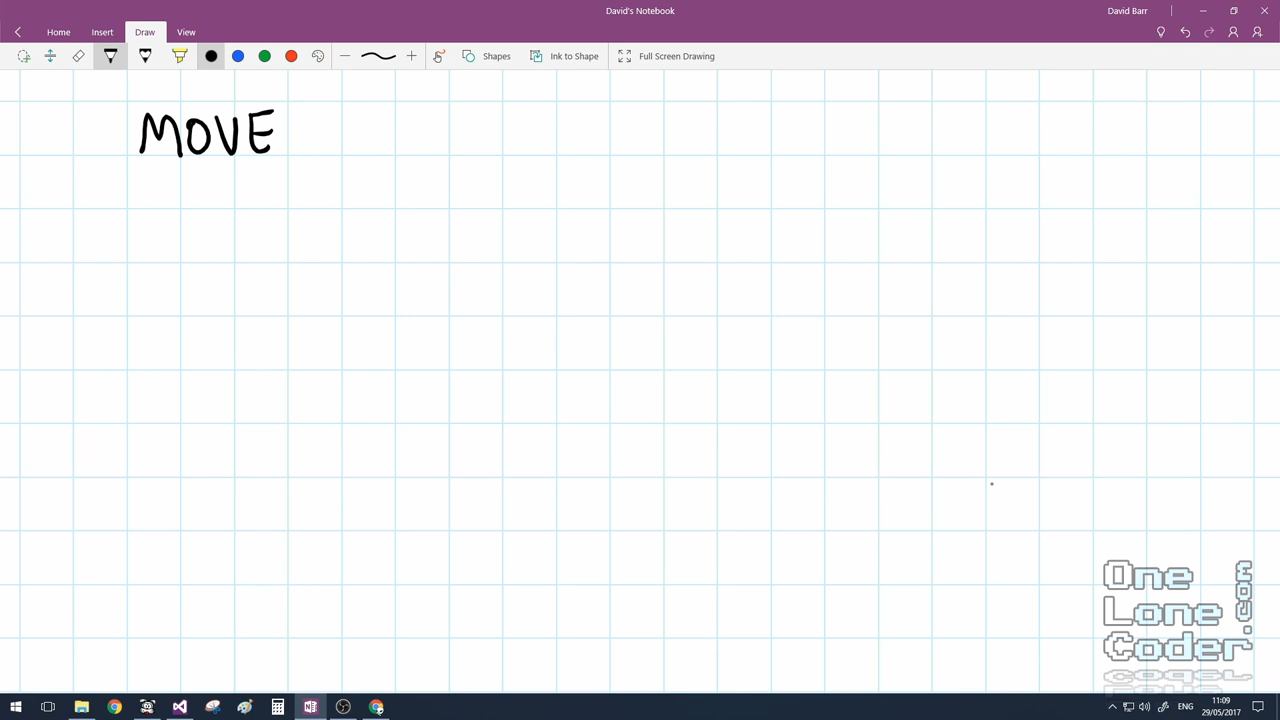 David's Notebook
David Barr
Home Insert Draw View
Shapes Ink to Shape Full Screen Drawing
MOVE
One
Lone
Coder.com
ENG
11:09
29/05/2017